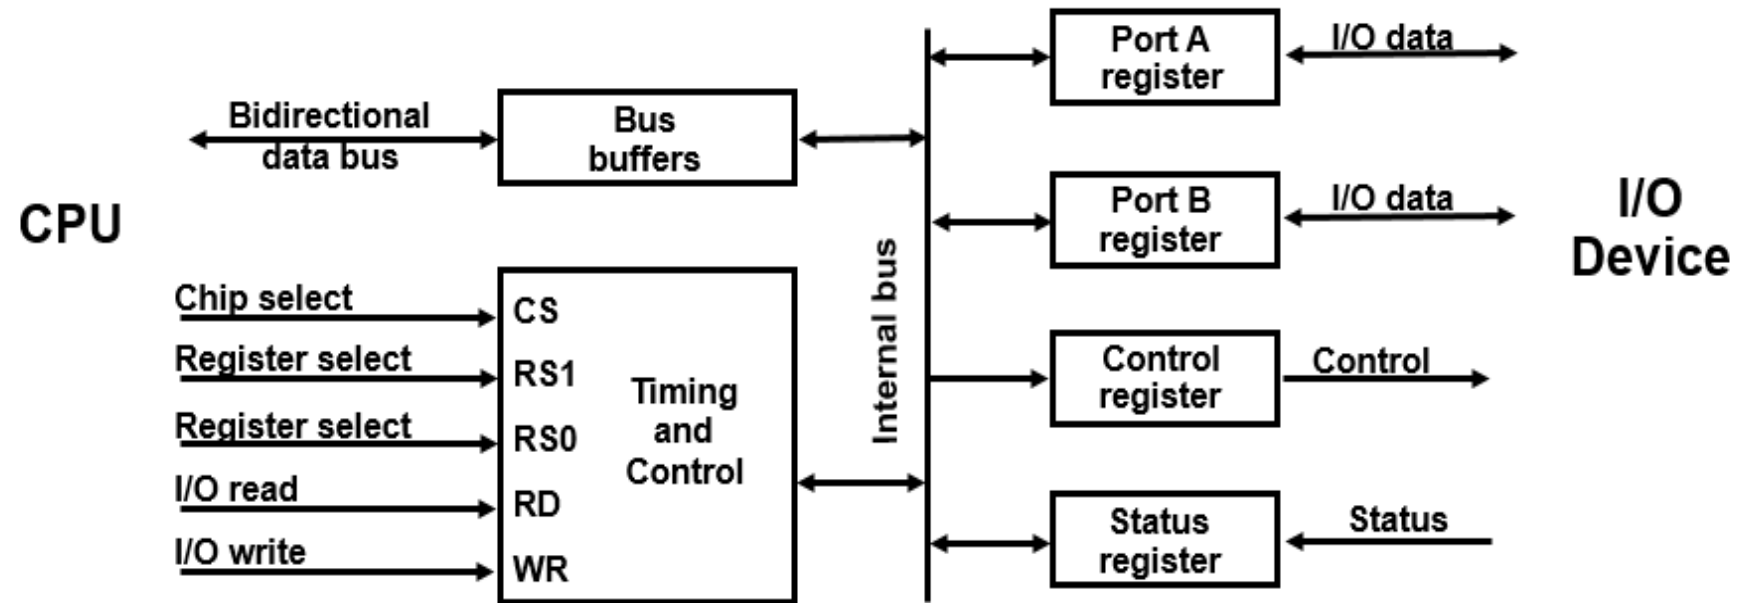 CPU
Bidirectional
data bus
Bus
buffers
Chip select
Register select
Register select
I/O read
I/O write
CS
RS1
RS0
RD
WR
Timing
and
Control
Internal bus
Port A
register
I/O data
Port B
register
I/O data
Control
register
Control
Status
register
Status
I/O
Device